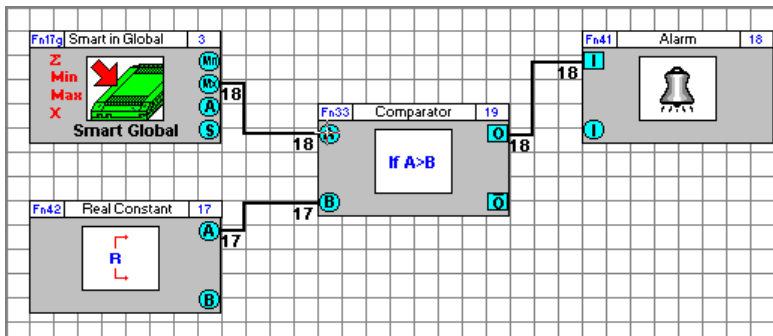 Fn17g Smart in Global 3
Z
Min
Max
X
Mn
Mx
A
S
Smart Global
18
Fn41 Alarm 18
I
18
I
Fn33 Comparator 19
18
A
If A>B
O
18
17
B
O
Fn42 Real Constant 17
A
17
R
B